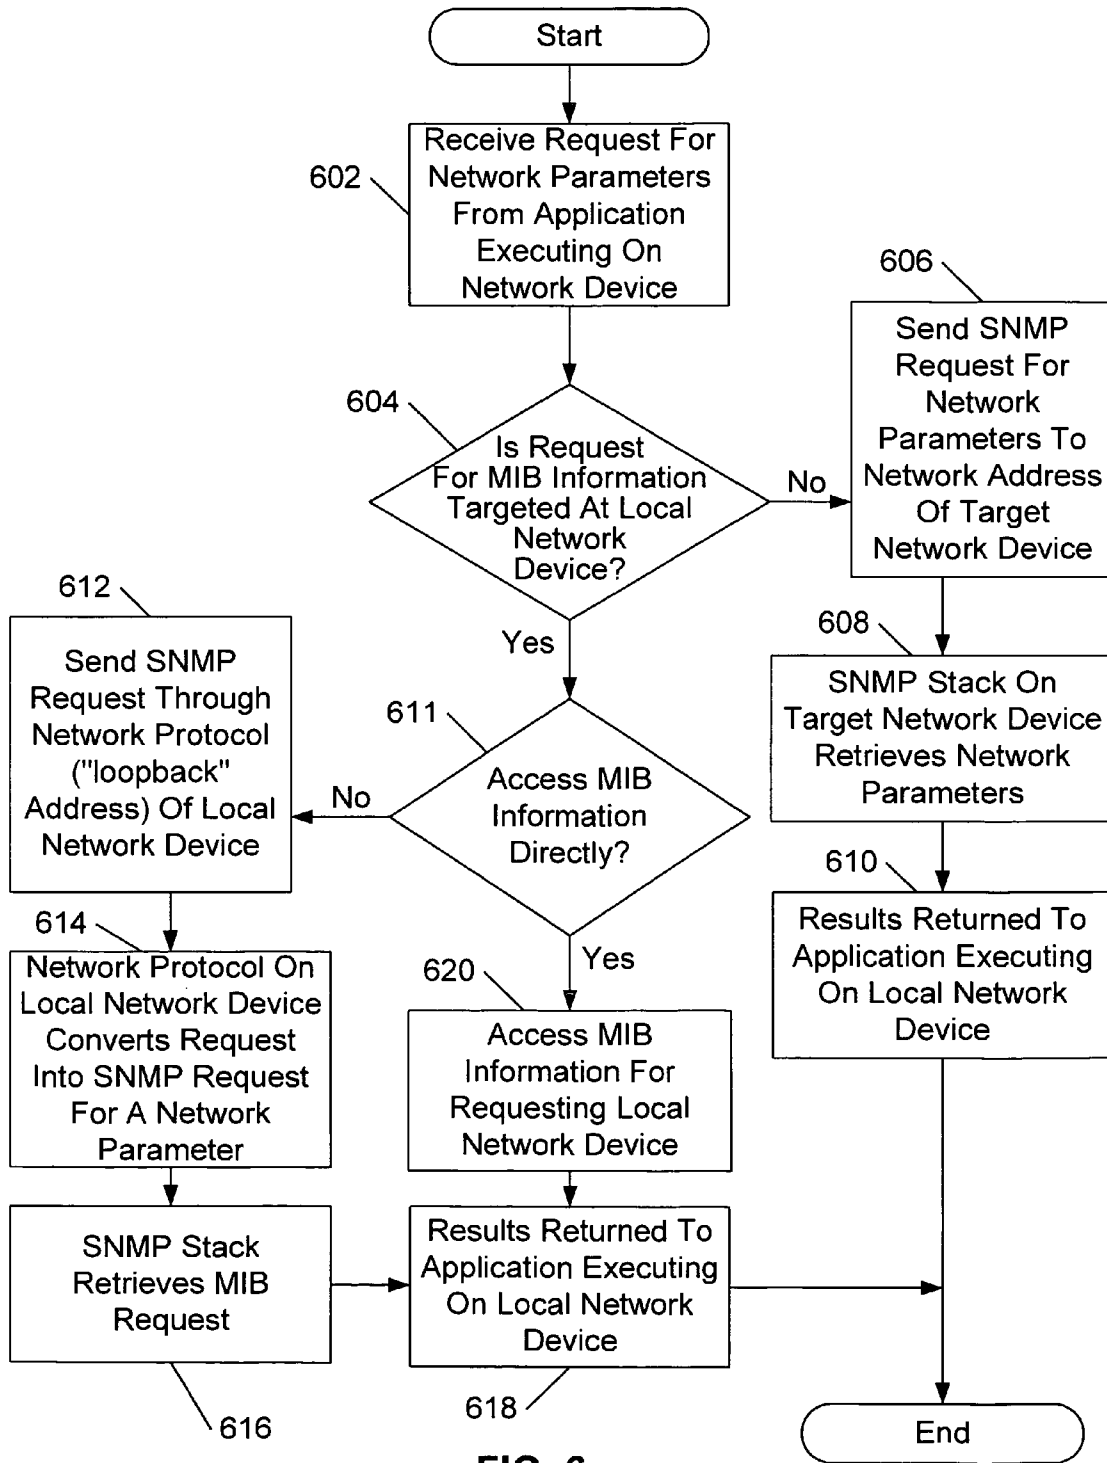 Start
Receive Request For
Network Parameters
From Application
Executing On
Network Device
602
606
Send SNMP
Request For
Network
Parameters To
Network Address
Of Target
Network Device
604
Is Request
For MIB Information
Targeted At Local
Network
Device?
No
Yes
612
Send SNMP
Request Through
Network Protocol
("loopback"
Address) Of Local
Network Device
608
SNMP Stack On
Target Network Device
Retrieves Network
Parameters
611
Access MIB
Information
Directly?
No
Yes
610
Results Returned To
Application Executing
On Local Network
Device
614
Network Protocol On
Local Network Device
Converts Request
Into SNMP Request
For A Network
Parameter
620
Access MIB
Information For
Requesting Local
Network Device
SNMP Stack
Retrieves MIB
Request
616
Results Returned To
Application Executing
On Local Network
Device
618
End
FIG. 6